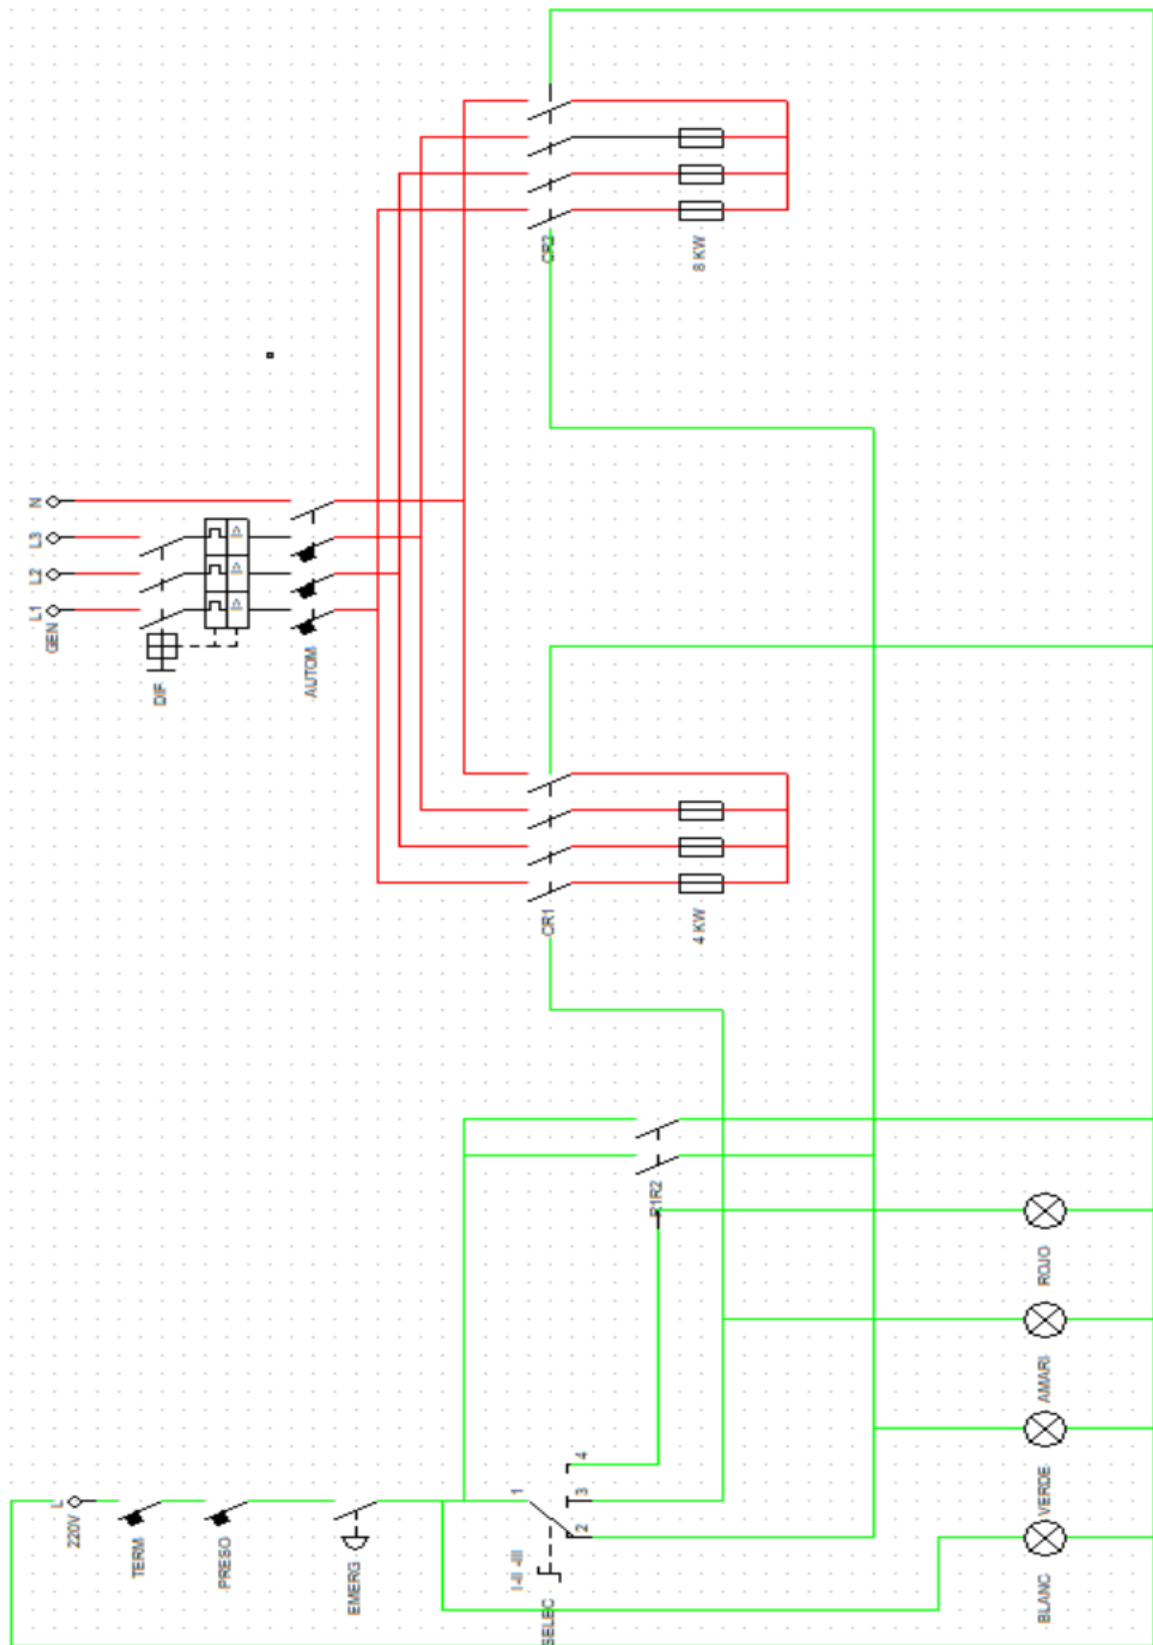 L
220V
TERM
PRESO
EMERG
SELEC
I-II -III
1
2
3
4
BLANC
VERDE
AMARI
ROJO
R1R2
CR1
4 KW
GEN
L1
L2
L3
N
DIF
AUTOM
CR2
8 KW